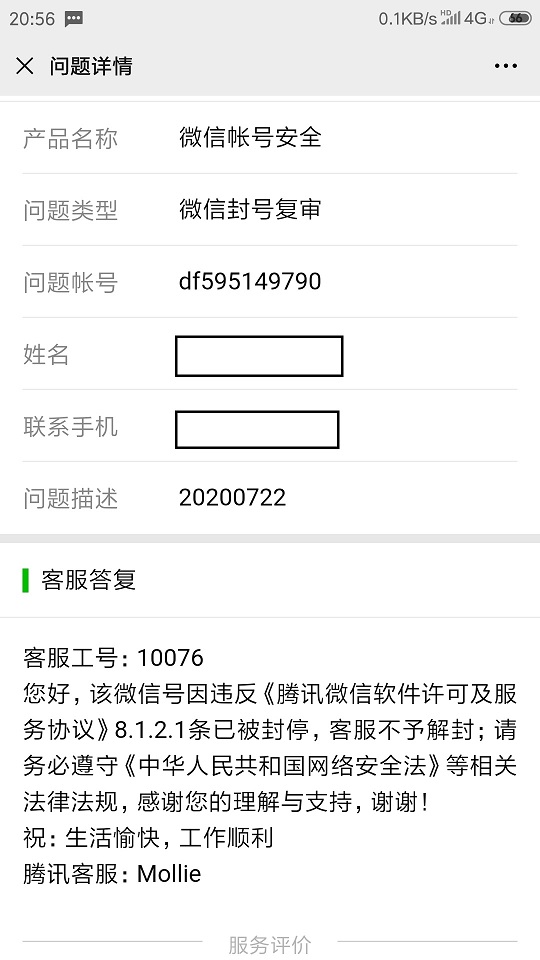 20:56
0.1KB/s HD 4G 66
问题详情
产品名称 微信帐号安全
问题类型 微信封号复审
问题帐号 df595149790
姓名
联系手机
问题描述 20200722
客服答复
客服工号：10076
您好，该微信号因违反《腾讯微信软件许可及服
务协议》8.1.2.1条已被封停，客服不予解封；请
务必遵守《中华人民共和国网络安全法》等相关
法律法规，感谢您的理解与支持，谢谢！
祝：生活愉快，工作顺利
腾讯客服：Mollie
服务评价